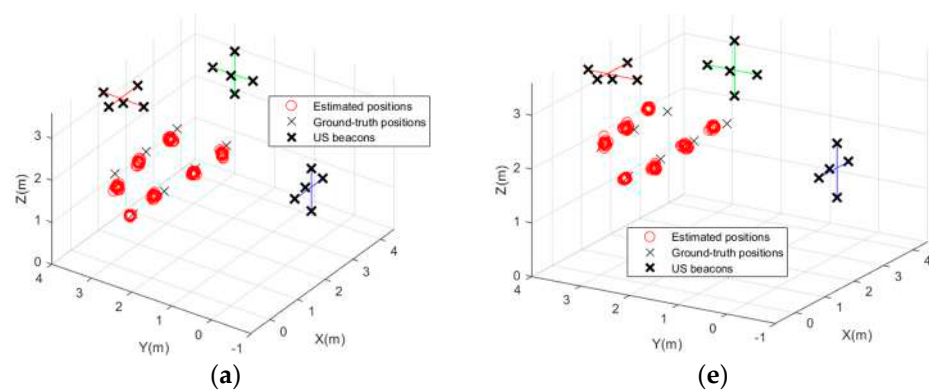 Estimated positions
Ground-truth positions
US beacons
Z(m)
3
2
1
0
4
3
2
1
0
-1
Y(m)
0
1
2
3
4
X(m)
(a)
Estimated positions
Ground-truth positions
US beacons
Z(m)
3
2
1
0
4
3
2
1
0
Y(m)
0
1
2
3
4
X(m)
(e)